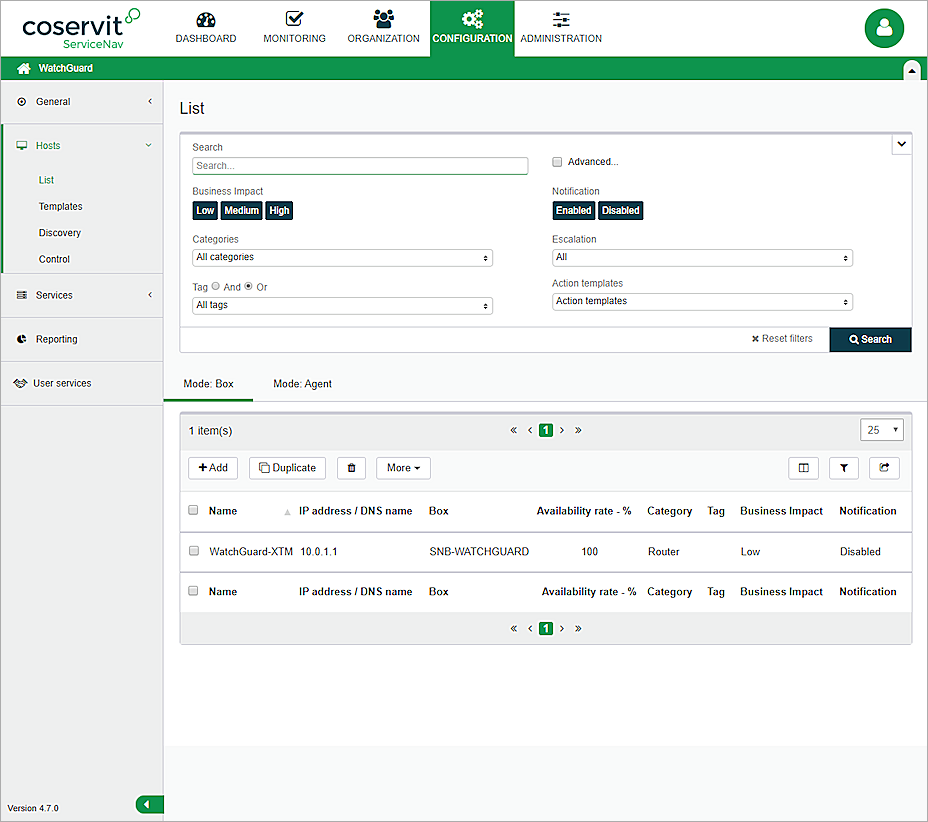 coservit
ServiceNav
DASHBOARD
MONITORING
ORGANIZATION
CONFIGURATION
ADMINISTRATION
WatchGuard
General
Hosts
List
Templates
Discovery
Control
Services
Reporting
User services
Version 4.7.0
List
Search
Search...
Advanced...
Business Impact
Low Medium High
Notification
Enabled Disabled
Categories
All categories
Escalation
All
Tag And Or
All tags
Action templates
Action templates
Reset filters
Search
Mode: Box Mode: Agent
1 item(s) « ‹ 1 › » 25
+Add Duplicate More
Name IP address / DNS name Box Availability rate - % Category Tag Business Impact Notification
WatchGuard-XTM 10.0.1.1 SNB-WATCHGUARD 100 Router Low Disabled
Name IP address / DNS name Box Availability rate - % Category Tag Business Impact Notification
« ‹ 1 › »